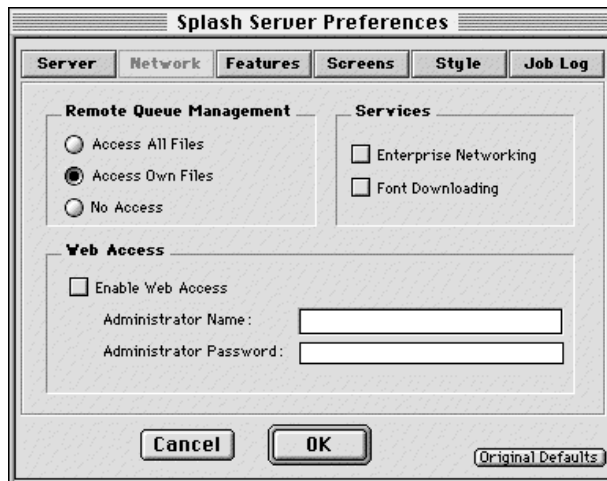 Splash Server Preferences
Server Network Features Screens Style Job Log
Remote Queue Management
Access All Files
Access Own Files
No Access
Services
Enterprise Networking
Font Downloading
Web Access
Enable Web Access
Administrator Name:
Administrator Password:
Cancel OK
Original Defaults